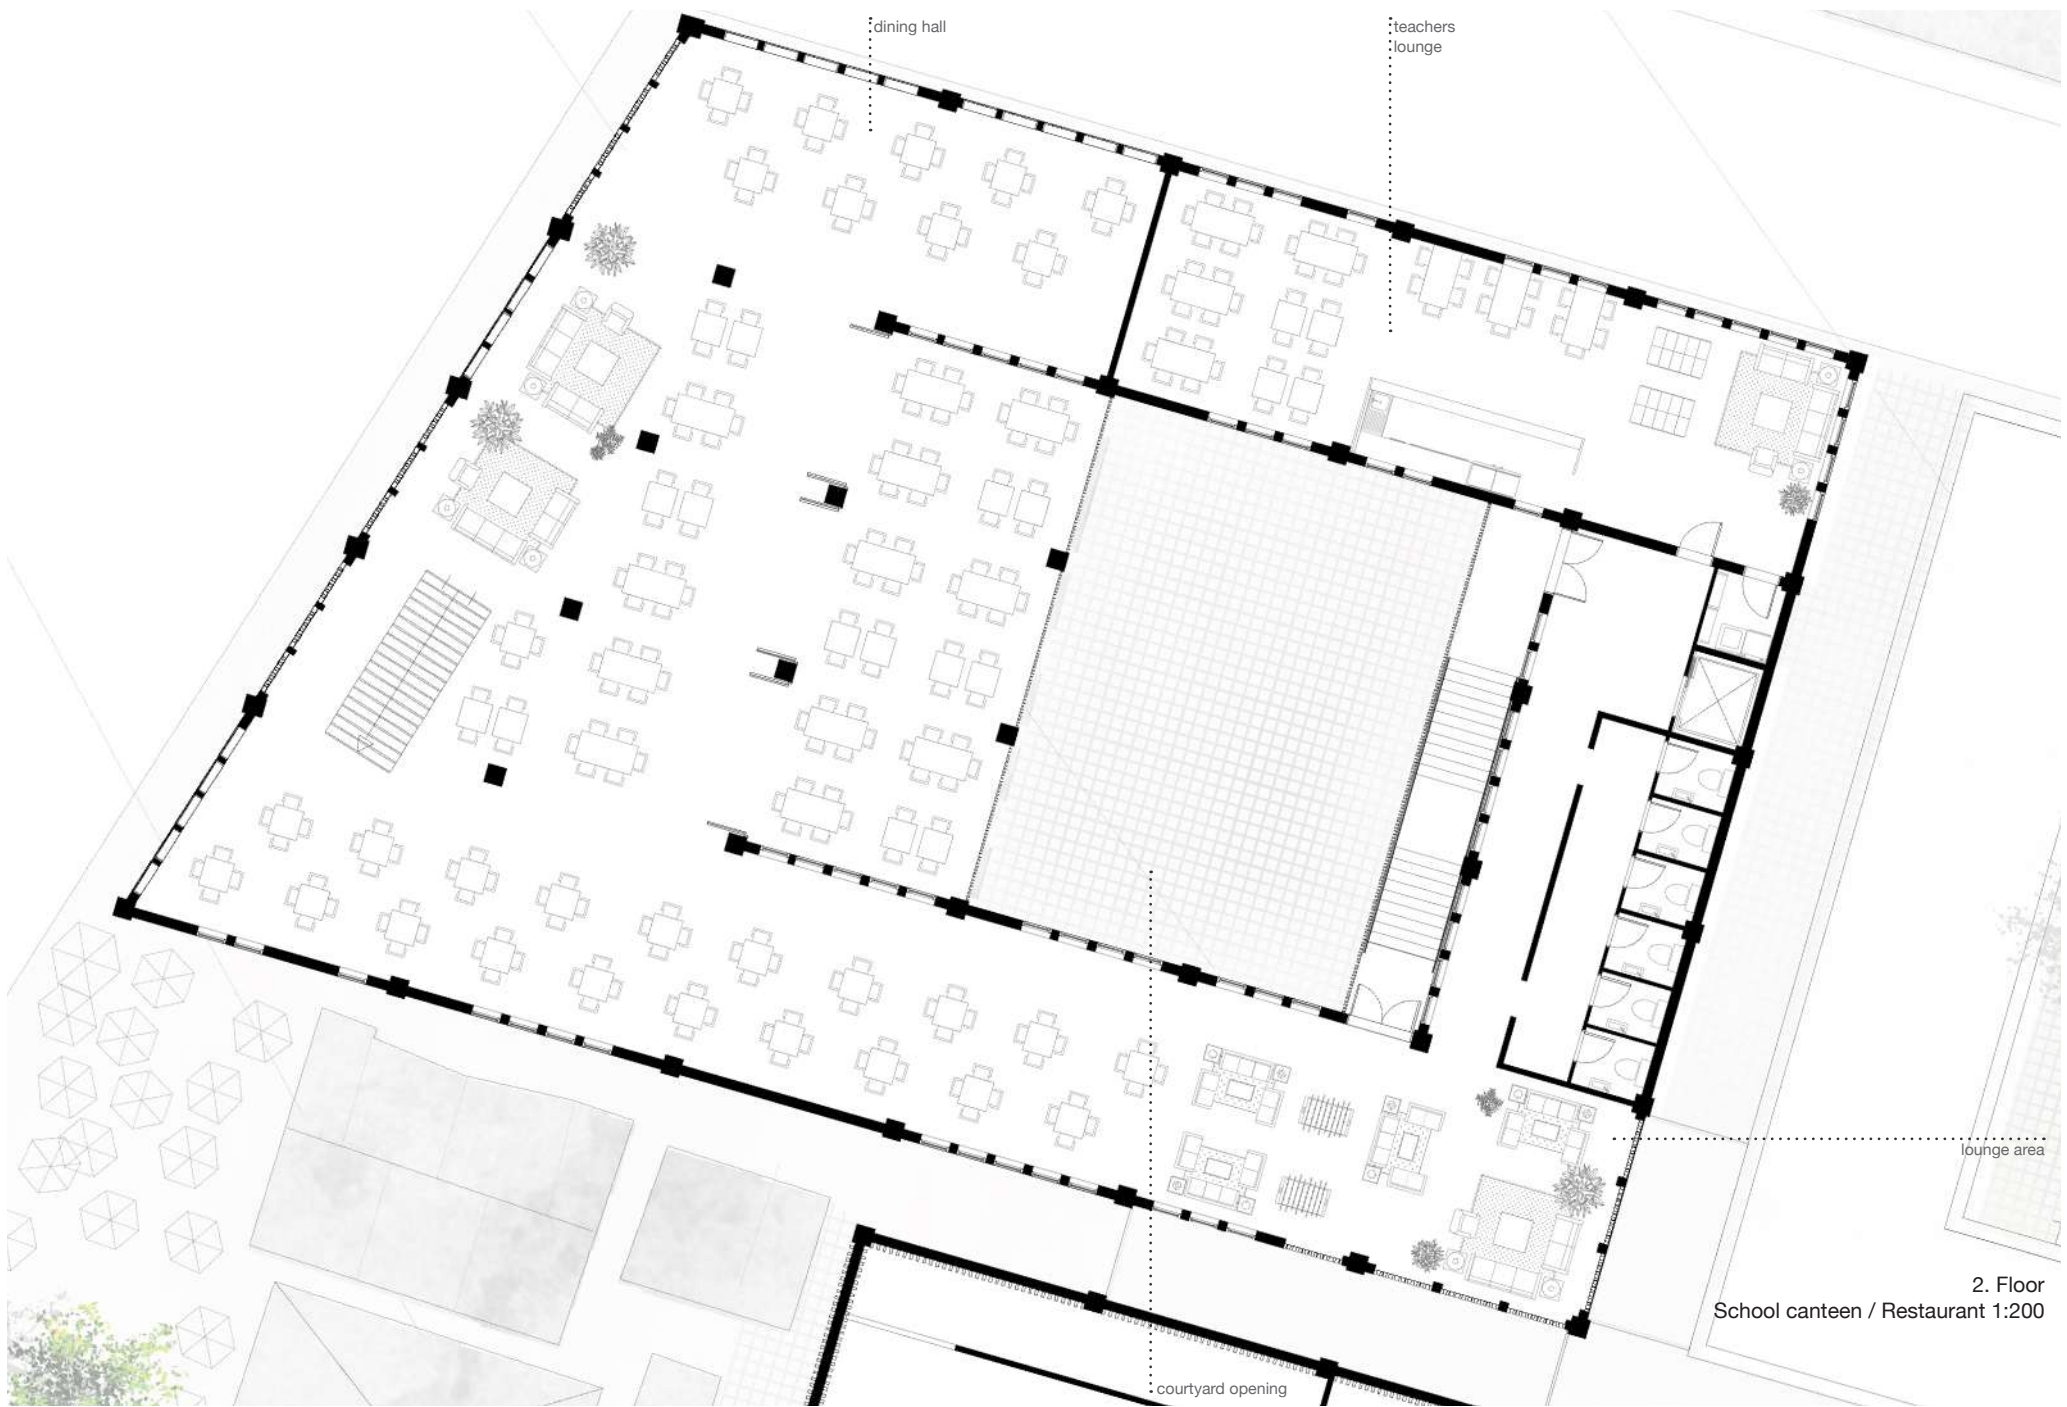 dining hall
teachers
lounge
lounge area
2. Floor
School canteen / Restaurant 1:200
courtyard opening